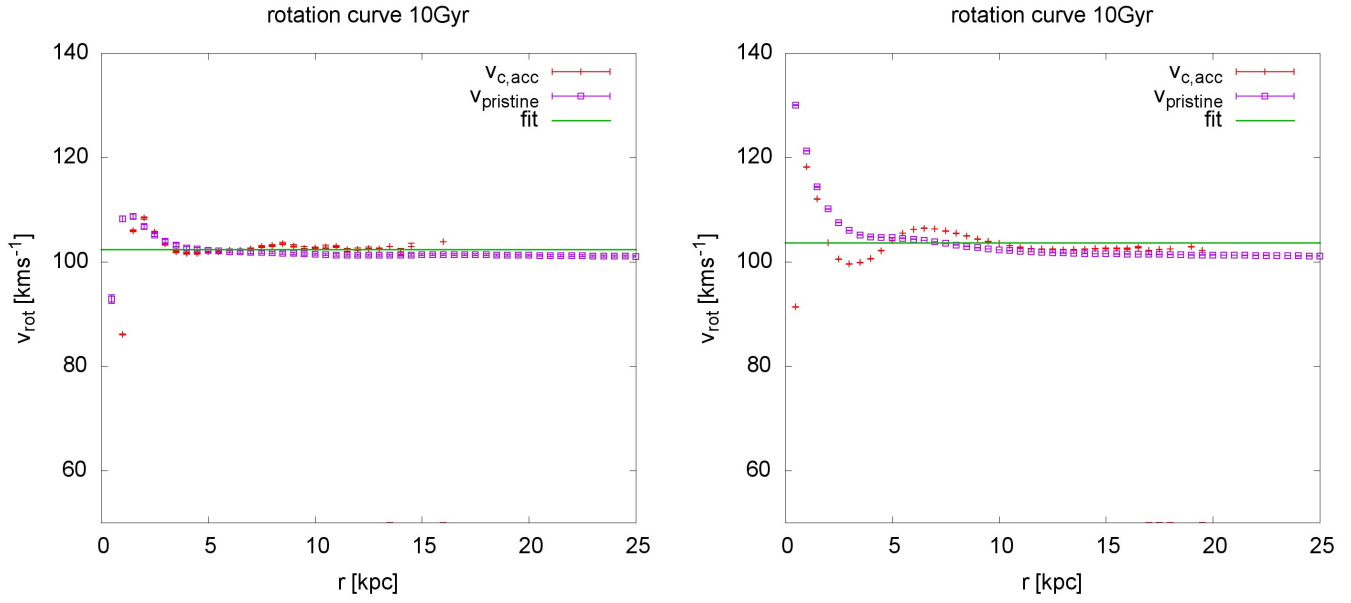 rotation curve 10Gyr
140
120
100
80
60
v_rot [kms^-1]
v_c,acc
v_pristine
fit
0 5 10 15 20 25
r [kpc]
rotation curve 10Gyr
140
120
100
80
60
v_rot [kms^-1]
v_c,acc
v_pristine
fit
0 5 10 15 20 25
r [kpc]